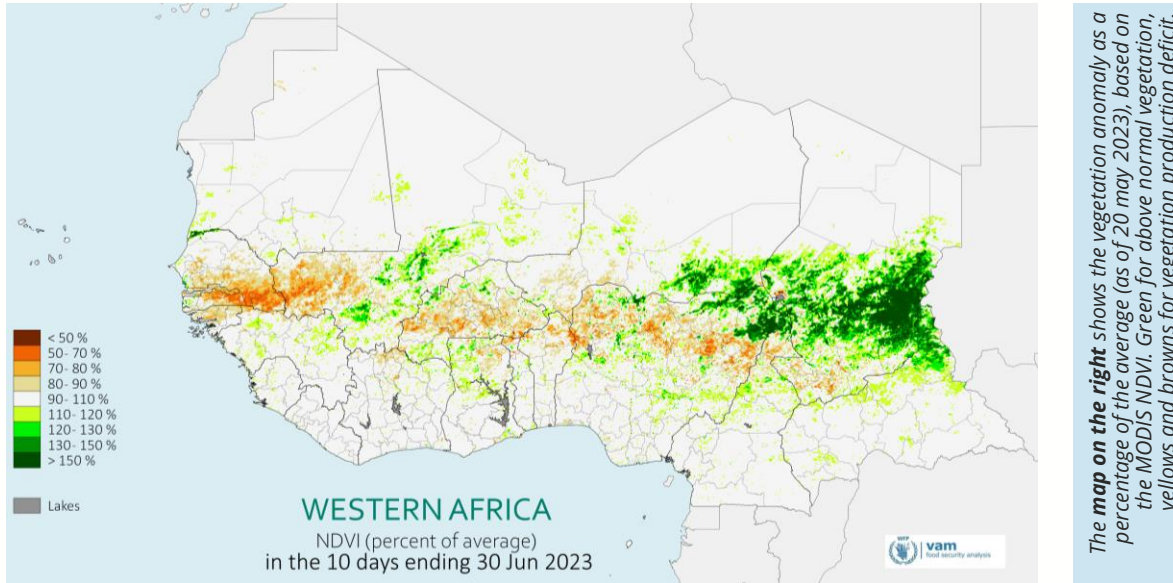 < 50 %
50- 70 %
70- 80 %
80- 90 %
90- 110 %
110- 120 %
120- 130 %
130- 150 %
> 150 %
Lakes
WESTERN AFRICA
NDVI (percent of average)
in the 10 days ending 30 Jun 2023
WFP
vam
food security analysis
The map on the right shows the vegetation anomaly as a
percentage of the average (as of 20 may 2023), based on
the MODIS NDVI. Green for above normal vegetation,
yellows and browns for vegetation production deficit.